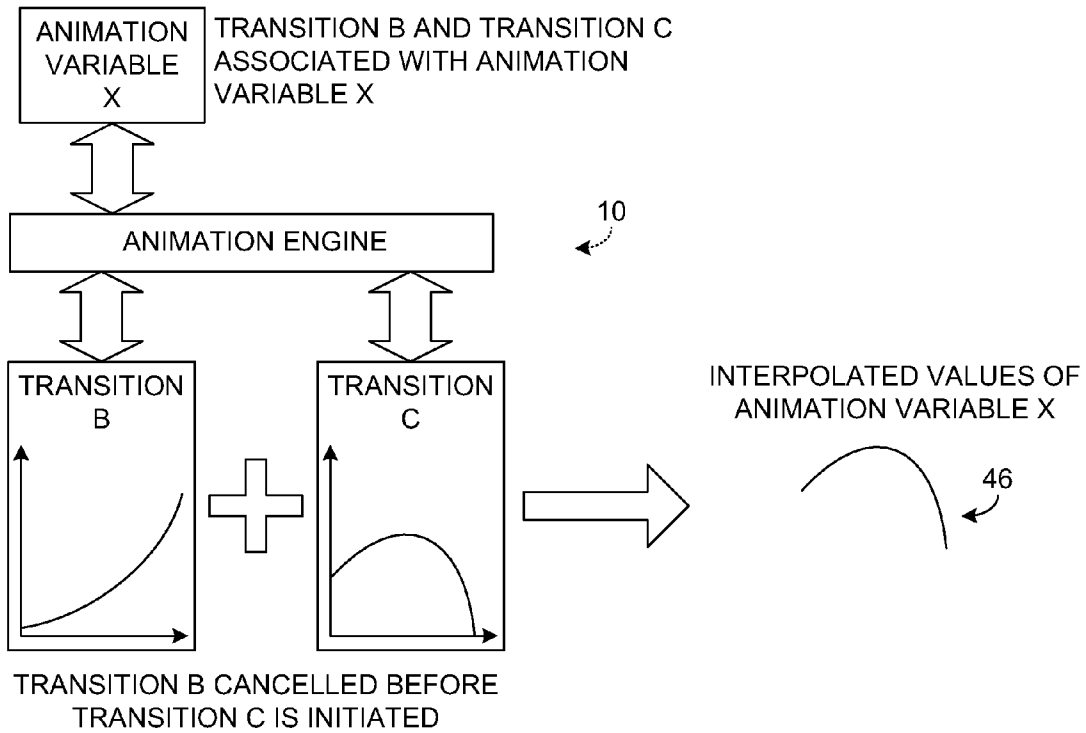 ANIMATION
VARIABLE
X
TRANSITION B AND TRANSITION C
ASSOCIATED WITH ANIMATION
VARIABLE X
ANIMATION ENGINE
10
TRANSITION
B
TRANSITION
C
INTERPOLATED VALUES OF
ANIMATION VARIABLE X
46
TRANSITION B CANCELLED BEFORE
TRANSITION C IS INITIATED